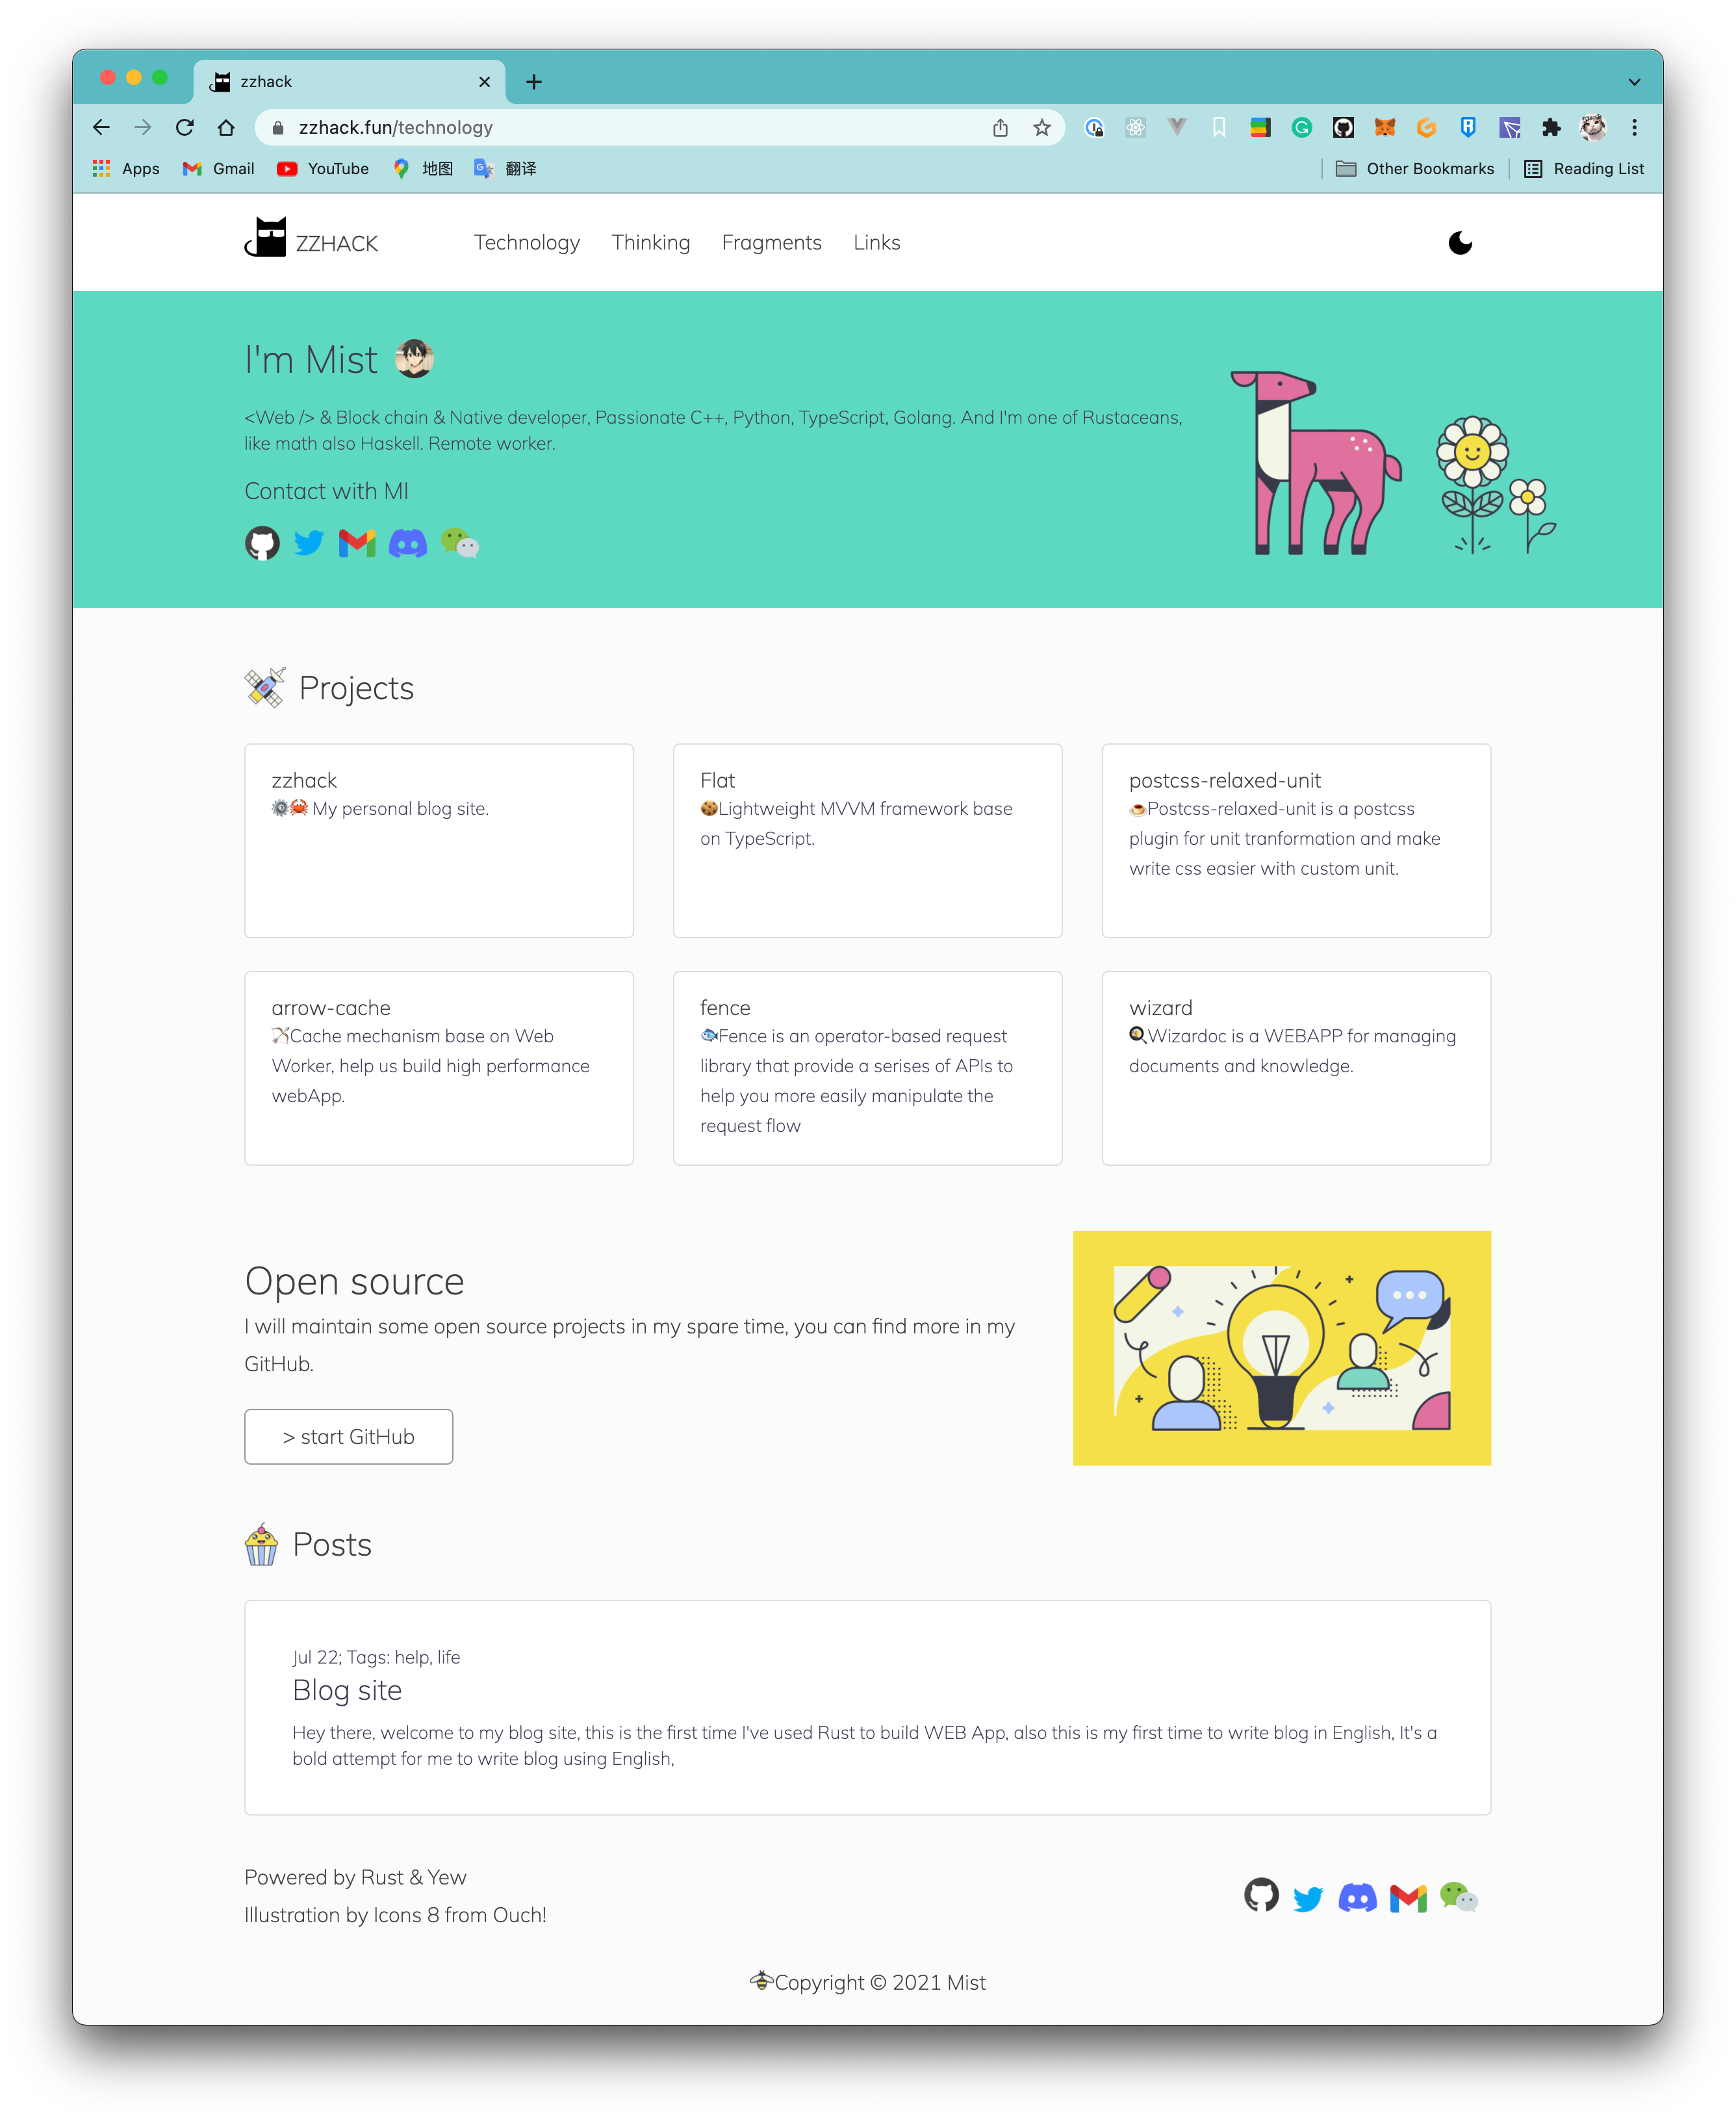 zzhack
zzhack.fun/technology
Apps Gmail YouTube 地图 翻译 Other Bookmarks Reading List
ZZHACK Technology Thinking Fragments Links
I'm Mist
<Web /> & Block chain & Native developer, Passionate C++, Python, TypeScript, Golang. And I'm one of Rustaceans,
like math also Haskell. Remote worker.
Contact with MI
Projects
zzhack
My personal blog site.
Flat
Lightweight MVVM framework base
on TypeScript.
postcss-relaxed-unit
Postcss-relaxed-unit is a postcss
plugin for unit tranformation and make
write css easier with custom unit.
arrow-cache
Cache mechanism base on Web
Worker, help us build high performance
webApp.
fence
Fence is an operator-based request
library that provide a serises of APIs to
help you more easily manipulate the
request flow
wizard
Wizardoc is a WEBAPP for managing
documents and knowledge.
Open source
I will maintain some open source projects in my spare time, you can find more in my
GitHub.
> start GitHub
Posts
Jul 22; Tags: help, life
Blog site
Hey there, welcome to my blog site, this is the first time I've used Rust to build WEB App, also this is my first time to write blog in English, It's a
bold attempt for me to write blog using English,
Powered by Rust & Yew
Illustration by Icons 8 from Ouch!
Copyright © 2021 Mist